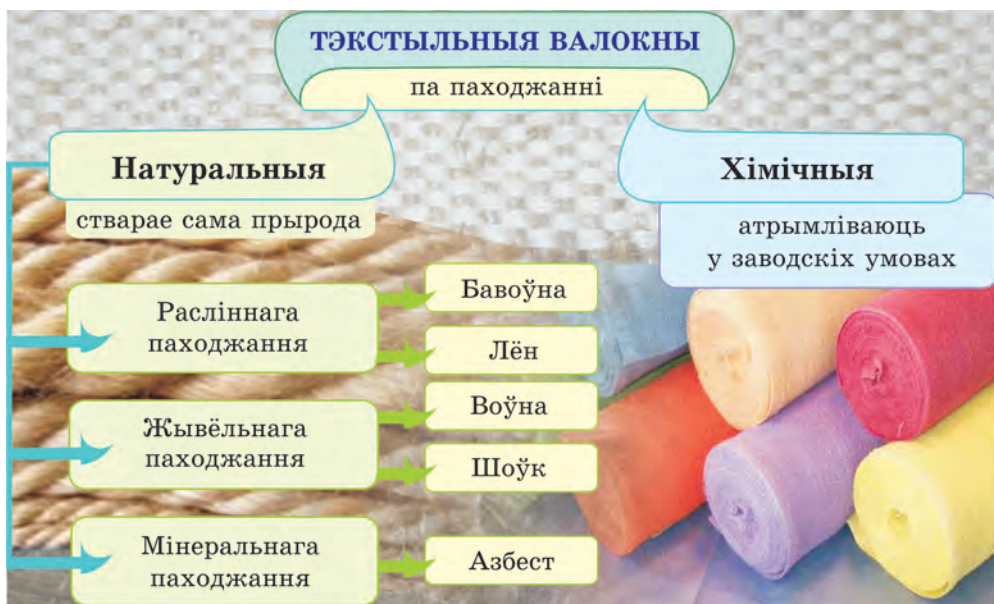 ТЭКСТЫЛЬНЫЯ ВАЛОКНЫ
па паходжанні
Натуральныя
стварае сама прырода
Хімічныя
атрымліваюць
у заводскіх умовах
Расліннага
паходжання
Бавоўна
Лён
Жывёльнага
паходжання
Воўна
Шоўк
Мінеральнага
паходжання
Азбест